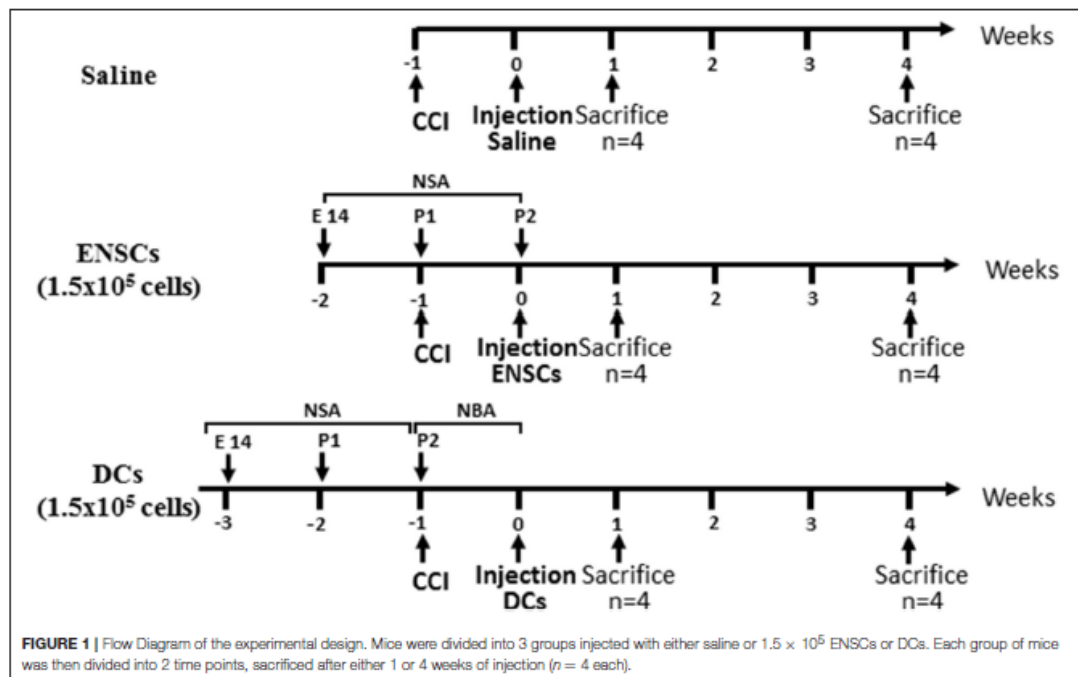 Weeks
Saline
-1 0 1 2 3 4
CCI Injection Saline Sacrifice n=4 Sacrifice n=4
NSA
E 14 P1 P2
ENSCs
(1.5x10⁵ cells)
Weeks
-2 -1 0 1 2 3 4
CCI Injection ENSCs Sacrifice n=4 Sacrifice n=4
NSA NBA
E 14 P1 P2
DCs
(1.5x10⁵ cells)
Weeks
-3 -2 -1 0 1 2 3 4
CCI Injection DCs Sacrifice n=4 Sacrifice n=4
FIGURE 1 | Flow Diagram of the experimental design. Mice were divided into 3 groups injected with either saline or 1.5 × 10⁵ ENSCs or DCs. Each group of mice
was then divided into 2 time points, sacrificed after either 1 or 4 weeks of injection (n = 4 each).